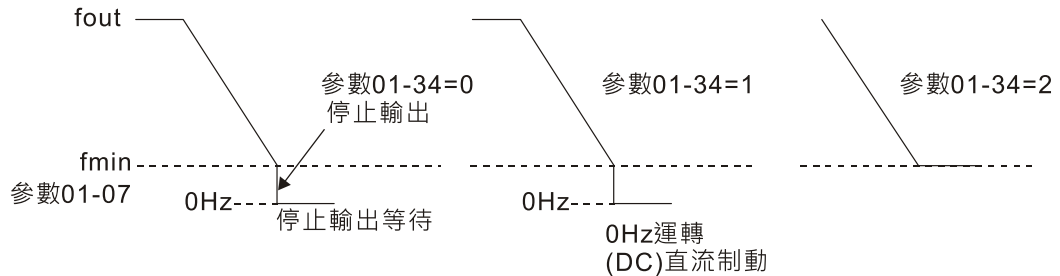 fout
參數01-34=0
停止輸出
fmin
參數01-07
0Hz
停止輸出等待
參數01-34=1
0Hz
0Hz運轉
(DC)直流制動
參數01-34=2